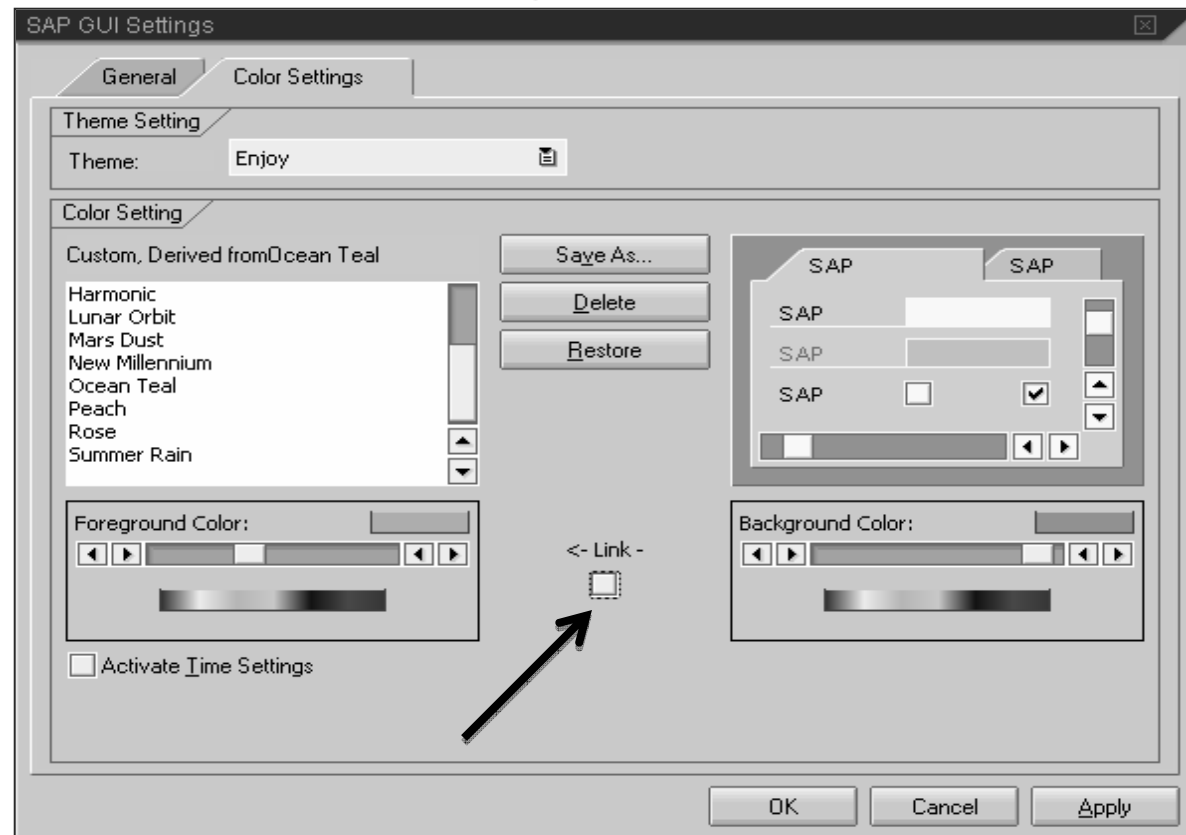 SAP GUI Settings
General
Color Settings
Theme Setting
Theme:
Enjoy
Color Setting
Custom, Derived fromOcean Teal
Harmonic
Lunar Orbit
Mars Dust
New Millennium
Ocean Teal
Peach
Rose
Summer Rain
Save As...
Delete
Restore
SAP
SAP
SAP
SAP
SAP
Foreground Color:
<- Link -
Background Color:
Activate Time Settings
OK
Cancel
Apply